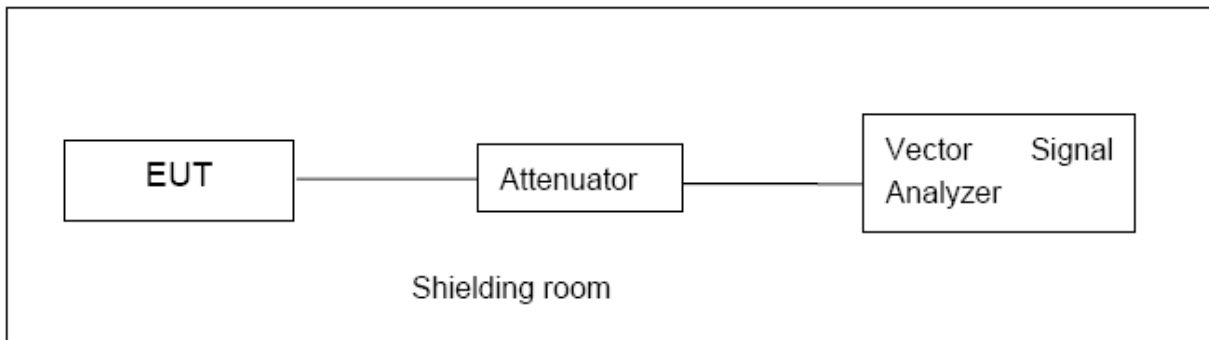 EUT
Attenuator
Vector Signal
Analyzer
Shielding room